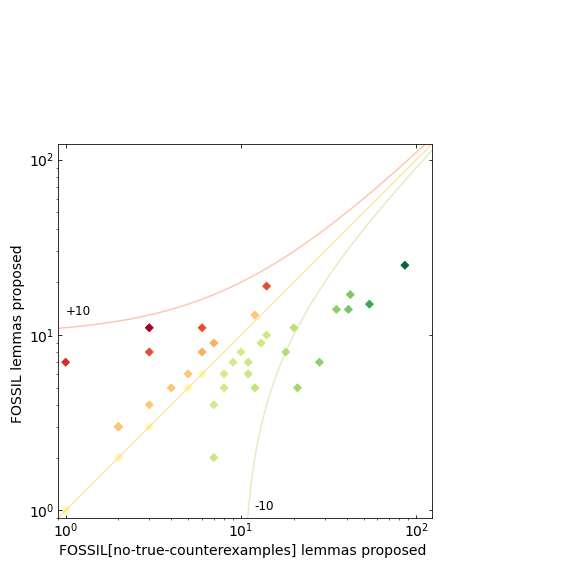 10²
+10
10¹
FOSSIL lemmas proposed
-10
10⁰
10⁰ 10¹ 10²
FOSSIL[no-true-counterexamples] lemmas proposed